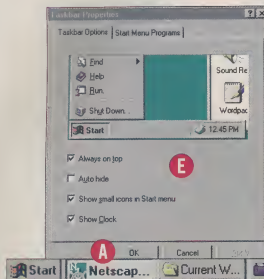 Taskbar Properties
Taskbar Options Start Menu Programs
Find
Help
Run..
Shut Down...
Sound Re
Wordpad
Start 12:45 PM
Always on top
E
Auto hide
Show small icons in Start menu
Show Clock
A
OK Cancel
Start Netscap... Current W...